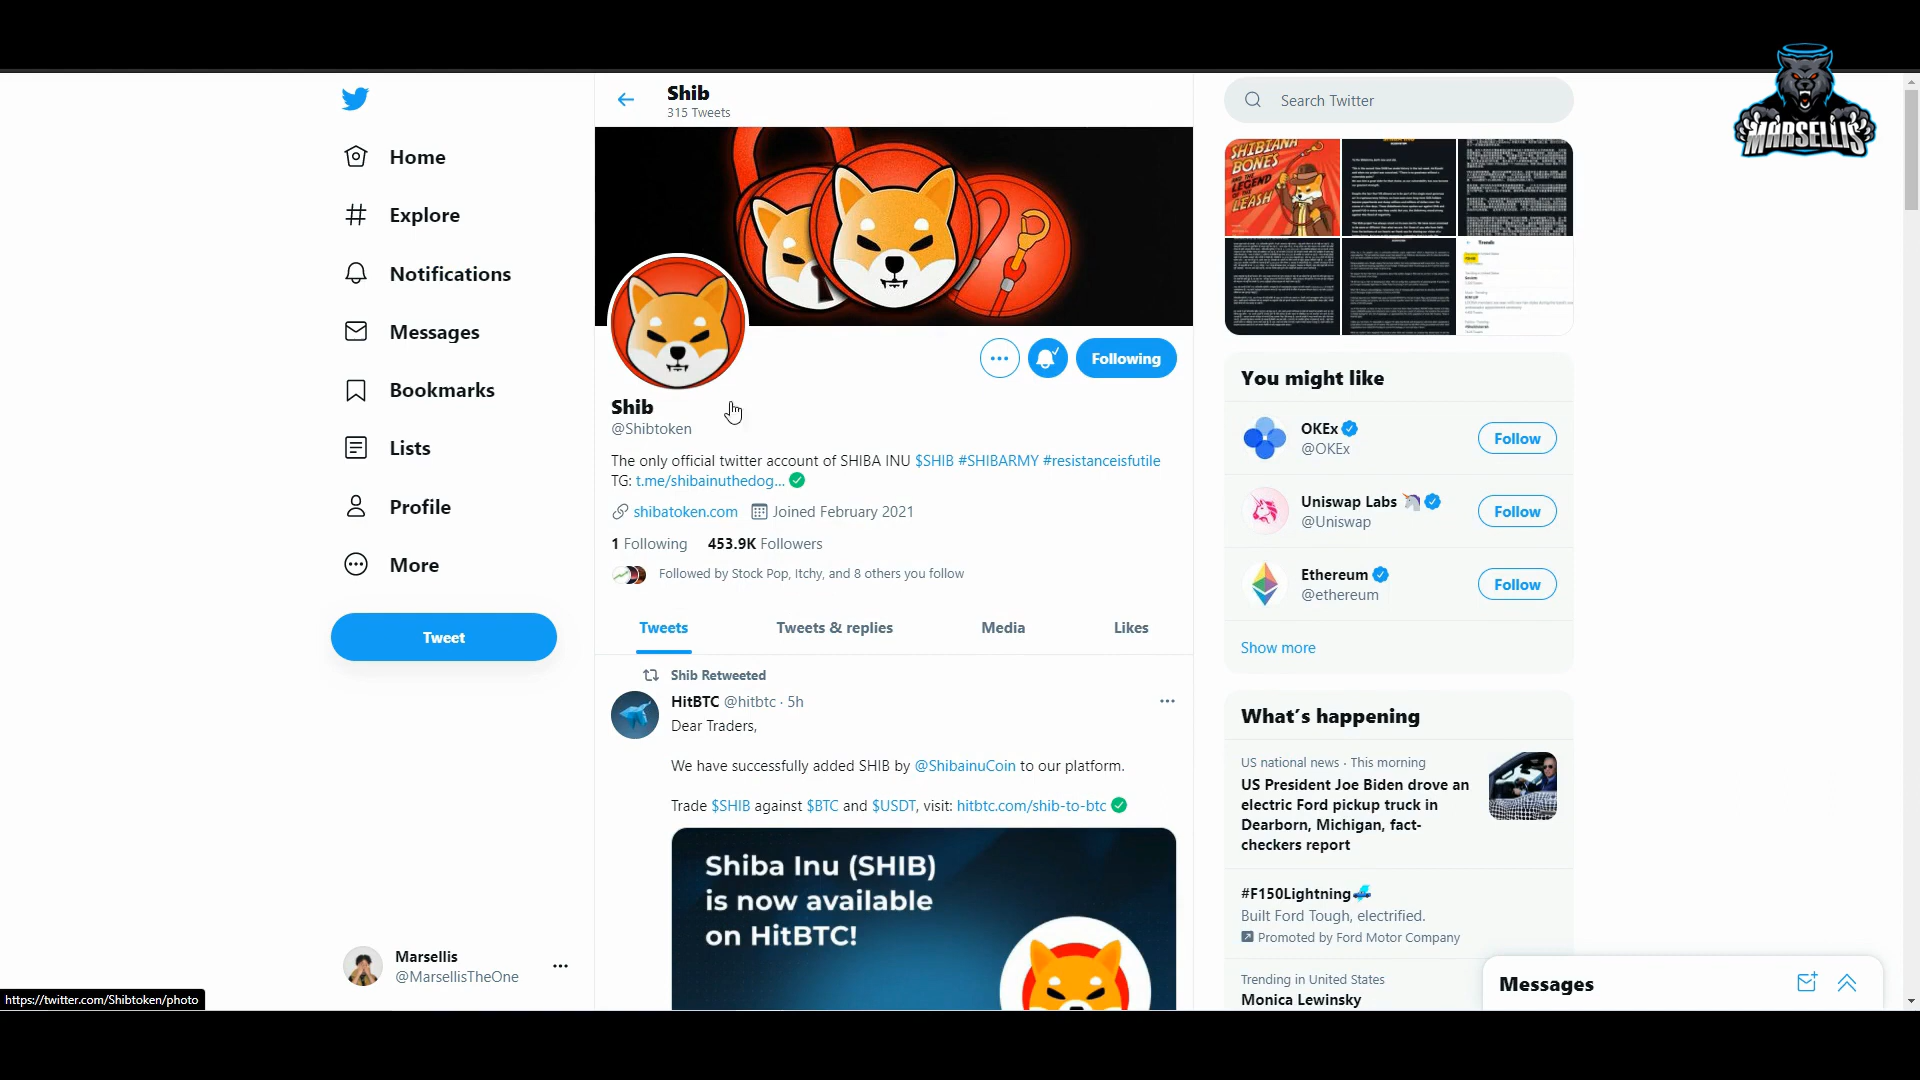 Home
Explore
Notifications
Messages
Bookmarks
Lists
Profile
More
Tweet
Marsellis
@MarsellisTheOne
https://twitter.com/Shibtoken/photo
Shib
315 Tweets
Following
Shib
@Shibtoken
The only official twitter account of SHIBA INU $SHIB #SHIBARMY #resistanceisfutile
TG: t.me/shibainuthedog...
shibatoken.com Joined February 2021
1 Following 453.9K Followers
Followed by Stock Pop, Itchy, and 8 others you follow
Tweets Tweets & replies Media Likes
Shib Retweeted
HitBTC @hitbtc · 5h
Dear Traders,
We have successfully added SHIB by @ShibainuCoin to our platform.
Trade $SHIB against $BTC and $USDT, visit: hitbtc.com/shib-to-btc
Shiba Inu (SHIB)
is now available
on HitBTC!
Search Twitter
SHIBIANA
BONES
AND THE
LEGEND
OF THE
LEASH
Trends
You might like
OKEx
@OKEx
Follow
Uniswap Labs
@Uniswap
Follow
Ethereum
@ethereum
Follow
Show more
What's happening
US national news · This morning
US President Joe Biden drove an
electric Ford pickup truck in
Dearborn, Michigan, fact-
checkers report
#F150Lightning
Built Ford Tough, electrified.
Promoted by Ford Motor Company
Trending in United States
Monica Lewinsky
Messages
MARSELLIS